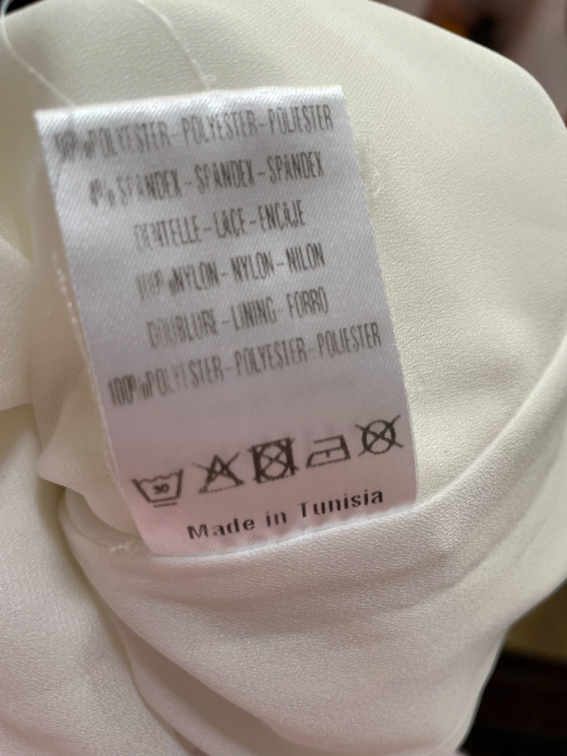 POLYESTER-POLYESTER-POLIESTER
4% SPANDEX-SPANDEX-SPANDEX
DENTELLE-LACE-ENCAJE
100% NYLON-NYLON-NILON
DOUBLURE-LINING-FORRO
100% POLYESTER-POLYESTER-POLIESTER
30
Made in Tunisia